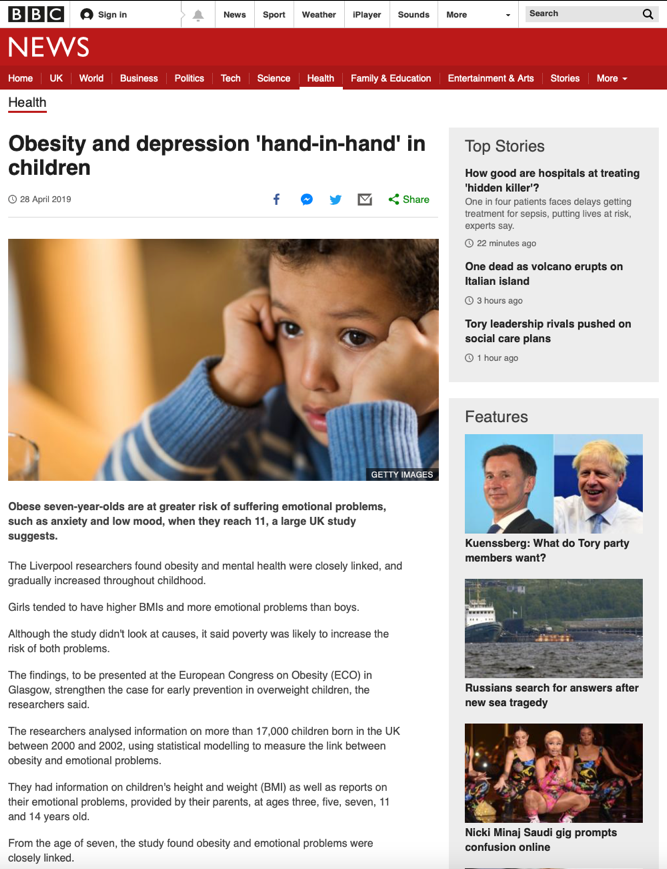 BBC
Sign in
News
Sport
Weather
iPlayer
Sounds
More
Search
NEWS
Home
UK
World
Business
Politics
Tech
Science
Health
Family & Education
Entertainment & Arts
Stories
More
Health
Obesity and depression 'hand-in-hand' in
children
28 April 2019
Share
GETTY IMAGES
Obese seven-year-olds are at greater risk of suffering emotional problems,
such as anxiety and low mood, when they reach 11, a large UK study
suggests.
The Liverpool researchers found obesity and mental health were closely linked, and
gradually increased throughout childhood.
Girls tended to have higher BMIs and more emotional problems than boys.
Although the study didn't look at causes, it said poverty was likely to increase the
risk of both problems.
The findings, to be presented at the European Congress on Obesity (ECO) in
Glasgow, strengthen the case for early prevention in overweight children, the
researchers said.
The researchers analysed information on more than 17,000 children born in the UK
between 2000 and 2002, using statistical modelling to measure the link between
obesity and emotional problems.
They had information on children's height and weight (BMI) as well as reports on
their emotional problems, provided by their parents, at ages three, five, seven, 11
and 14 years old.
From the age of seven, the study found obesity and emotional problems were
closely linked.
Top Stories
How good are hospitals at treating
'hidden killer'?
One in four patients faces delays getting
treatment for sepsis, putting lives at risk,
experts say.
22 minutes ago
One dead as volcano erupts on
Italian island
3 hours ago
Tory leadership rivals pushed on
social care plans
1 hour ago
Features
Kuenssberg: What do Tory party
members want?
Russians search for answers after
new sea tragedy
Nicki Minaj Saudi gig prompts
confusion online